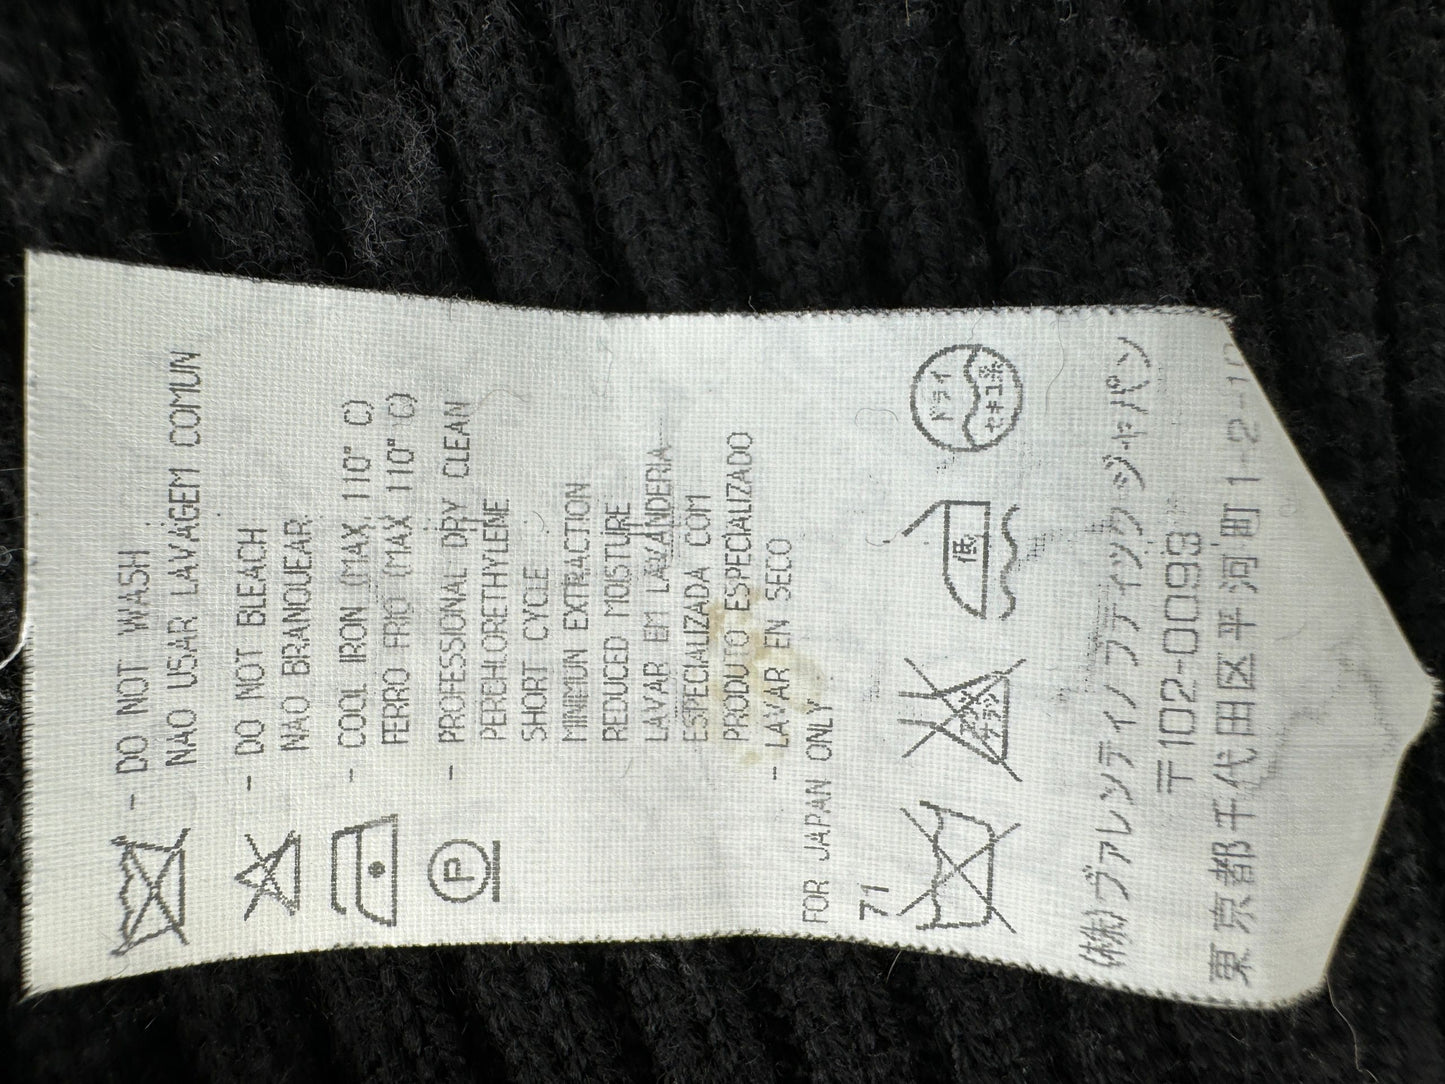 - DO NOT WASH
NAO USAR LAVAGEM COMUN
- DO NOT BLEACH
NAO BRANQUEAR.
- COOL IRON (MAX 110° C)
FERRO FRIO (MAX 110° C)
P
- PROFESSIONAL DRY CLEAN
PERCHLORETHYLENE
SHORT CYCLE
MINIMUN EXTRACTION
REDUCED MOISTURE
LAVAR EM LAVANDERIA
ESPECIALIZADA COM
PRODUTO ESPECIALIZADO
- LAVAR EN SECO
FOR JAPAN ONLY
71
低
ドライ
セキユ系
(株)ヴァレンティノ ブティック ジャパン
〒102-0093
東京都千代田区平河町1-2-10